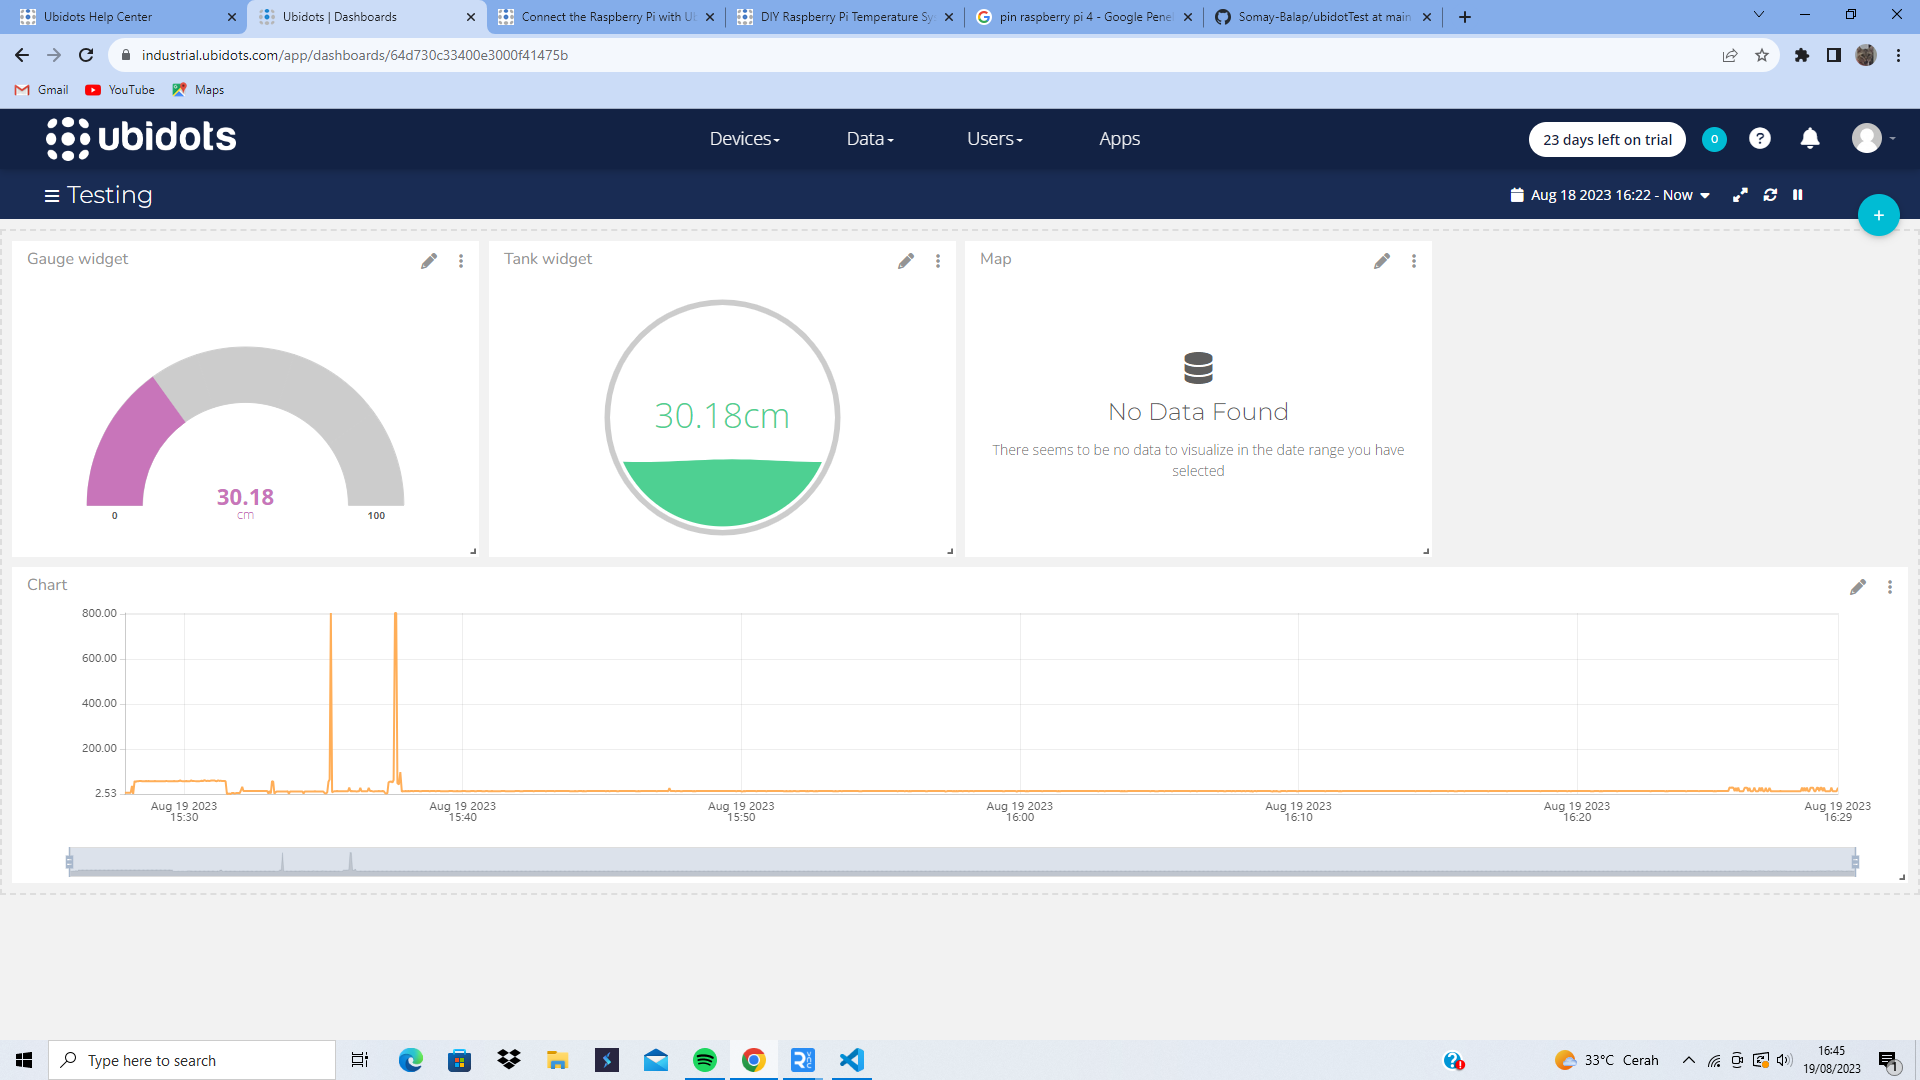 Ubidots Help Center
Ubidots | Dashboards
Connect the Raspberry Pi with U
DIY Raspberry Pi Temperature Sy
pin raspberry pi 4 - Google Pene
Somay-Balap/ubidotTest at main
industrial.ubidots.com/app/dashboards/64d730c33400e3000f41475b
Gmail
YouTube
Maps
ubidots
Devices
Data
Users
Apps
23 days left on trial
0
?
Testing
Aug 18 2023 16:22 - Now
+
Gauge widget
30.18
cm
0
100
Tank widget
30.18cm
Map
No Data Found
There seems to be no data to visualize in the date range you have
selected
Chart
800.00
600.00
400.00
200.00
2.53
Aug 19 2023
15:30
Aug 19 2023
15:40
Aug 19 2023
15:50
Aug 19 2023
16:00
Aug 19 2023
16:10
Aug 19 2023
16:20
Aug 19 2023
16:29
Type here to search
33°C Cerah
16:45
19/08/2023
1